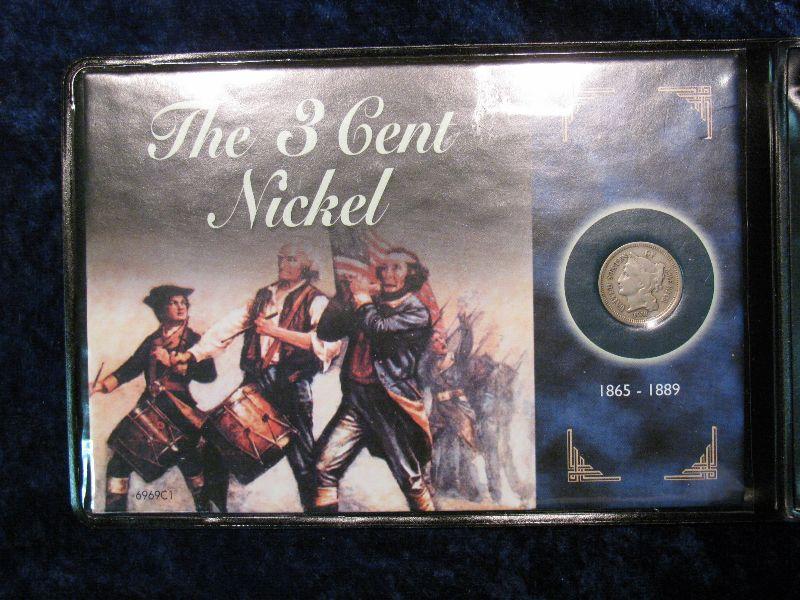 The 3 Cent
Nickel
1865 - 1889
6969C1